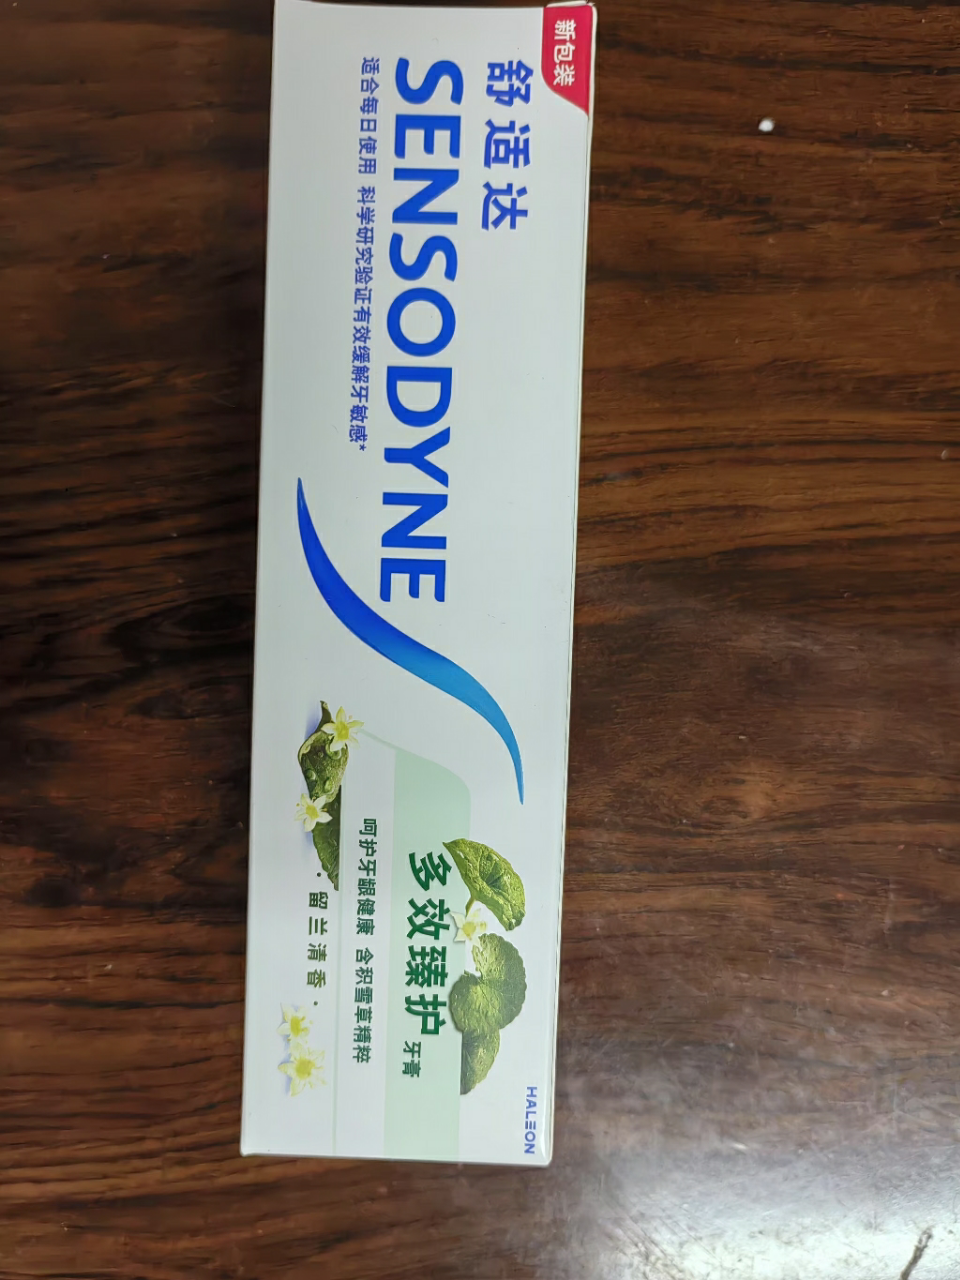 新包装
舒适达
SENSODYNE
适合每日使用 科学研究验证有效缓解牙敏感*
多效臻护 牙膏
呵护牙龈健康 含积雪草精粹
·留兰清香·
HALEON